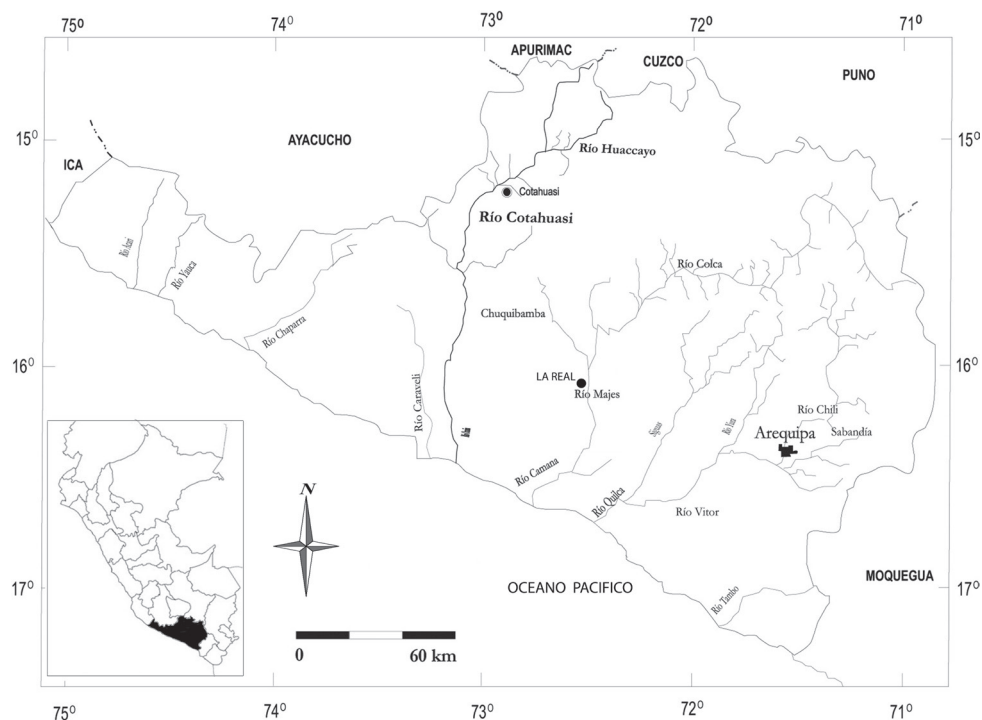 75⁰ 74⁰ 73⁰ 72⁰ 71⁰
APURIMAC
CUZCO
PUNO
15⁰ 15⁰
AYACUCHO
ICA
Río Huaccayo
Cotahuasi
Río Cotahuasi
Río Yauca
Río Colca
Chuquibamba
Río Chaparra
16⁰ 16⁰
LA REAL
Río Majes
Río Caraveli
Río Chili
Sabandía
Arequipa
Siguas
Río Camana
Río Quilca
Río Vitor
N
OCEANO PACIFICO
MOQUEGUA
17⁰ 17⁰
Río Tambo
0 60 km
75⁰ 74⁰ 73⁰ 72⁰ 71⁰